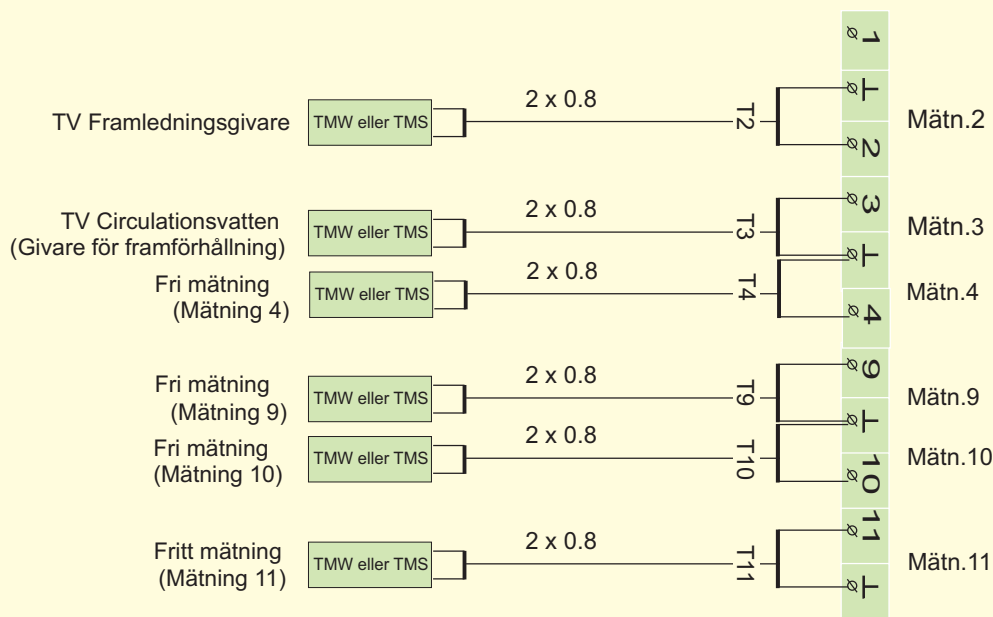 1
TV Framledningsgivare
TMW eller TMS
2 x 0.8
T2
⊥
2
Mätn.2
TV Circulationsvatten
(Givare för framförhållning)
TMW eller TMS
2 x 0.8
T3
3
⊥
Mätn.3
Fri mätning
(Mätning 4)
TMW eller TMS
2 x 0.8
T4
4
Mätn.4
Fri mätning
(Mätning 9)
TMW eller TMS
2 x 0.8
T9
9
⊥
Mätn.9
Fri mätning
(Mätning 10)
TMW eller TMS
2 x 0.8
T10
10
Mätn.10
Fritt mätning
(Mätning 11)
TMW eller TMS
2 x 0.8
T11
11
⊥
Mätn.11